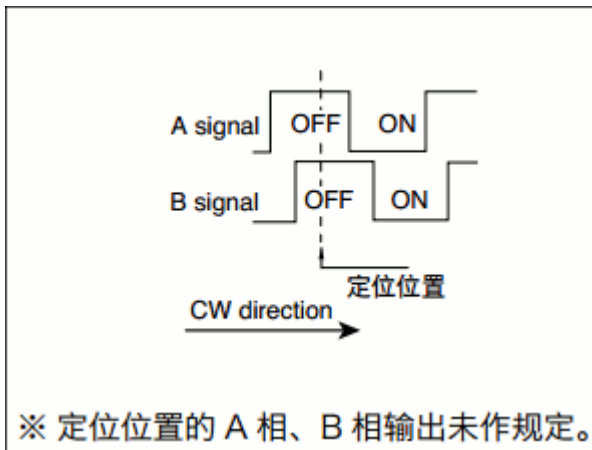 A signal OFF ON
B signal OFF ON
定位位置
CW direction
※ 定位位置的 A 相、B 相输出未作规定。